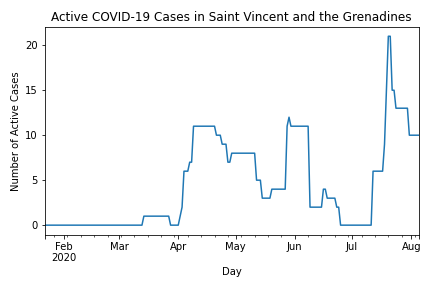 Active COVID-19 Cases in Saint Vincent and the Grenadines
Number of Active Cases
20
15
10
5
0
Feb Mar Apr May Jun Jul Aug
2020
Day